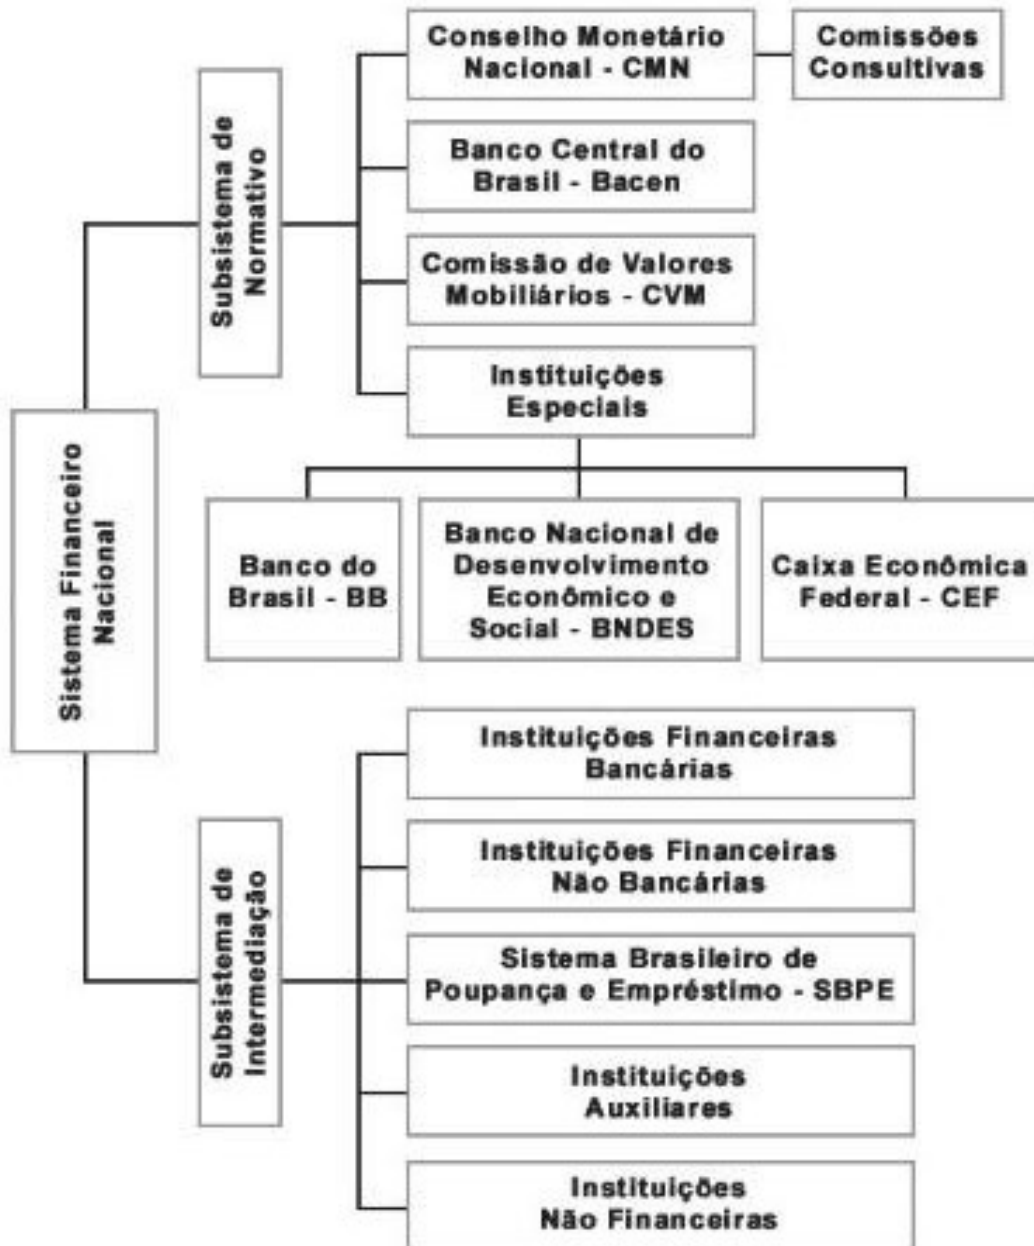 Conselho Monetário
Nacional - CMN
Comissões
Consultivas
Subsistema de
Normativo
Banco Central do
Brasil - Bacen
Comissão de Valores
Mobiliários - CVM
Instituições
Especiais
Sistema Financeiro
Nacional
Banco do
Brasil - BB
Banco Nacional de
Desenvolvimento
Econômico e
Social - BNDES
Caixa Econômica
Federal - CEF
Instituições Financeiras
Bancárias
Subsistema de
Intermediação
Instituições Financeiras
Não Bancárias
Sistema Brasileiro de
Poupança e Empréstimo - SBPE
Instituições
Auxiliares
Instituições
Não Financeiras